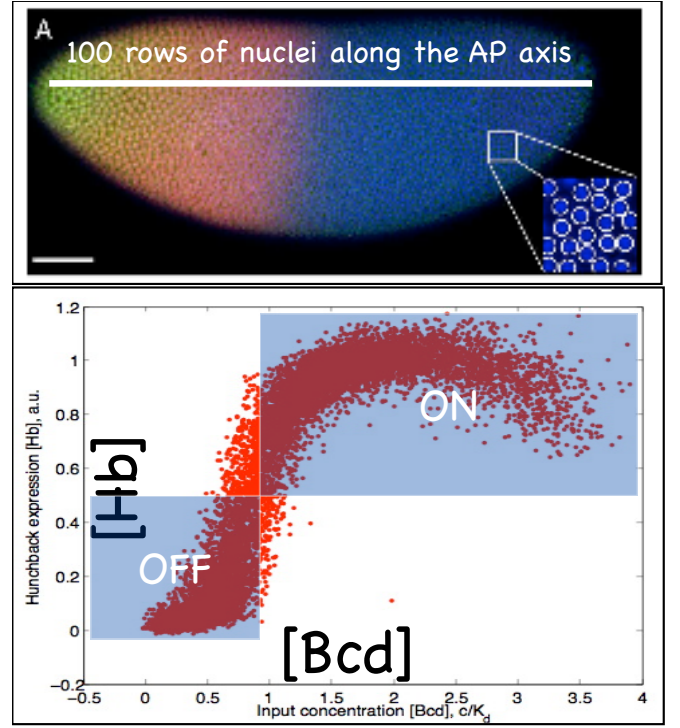 A
100 rows of nuclei along the AP axis
1.2
1
0.8
0.6
0.4
0.2
0
−0.2
Hunchback expression [Hb], a.u.
[Hb]
ON
OFF
[Bcd]
−0.5 0 0.5 1 1.5 2 2.5 3 3.5 4
Input concentration [Bcd], c/K_d